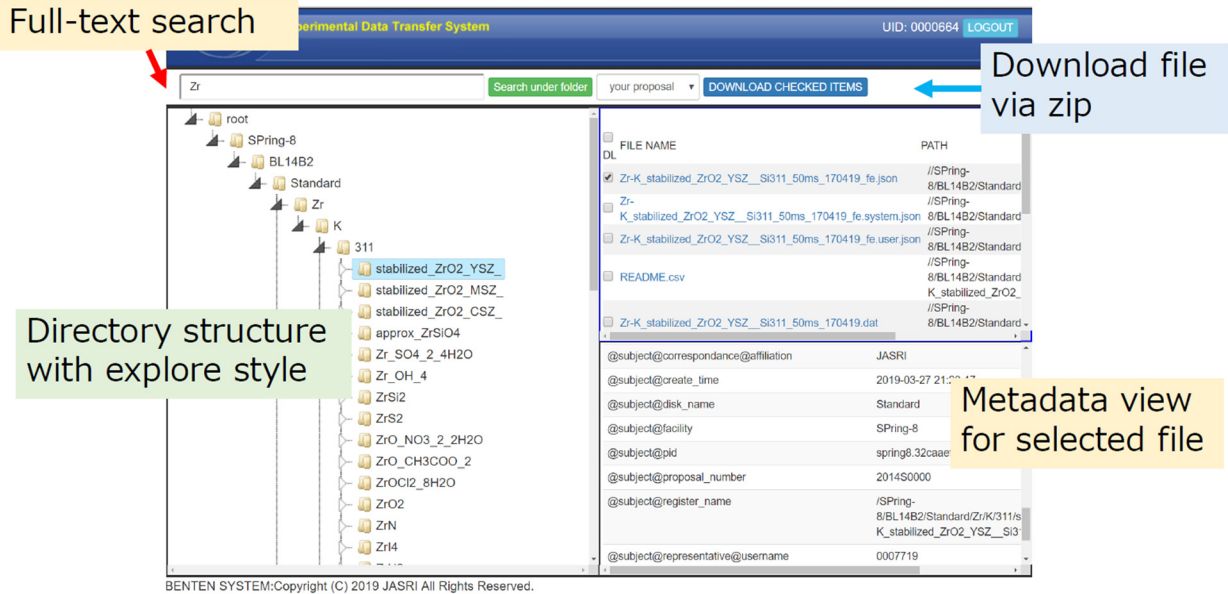 Full-text search
perimental Data Transfer System
UID: 0000664 LOGOUT
Download file
via zip
Zr
Search under folder
your proposal
DOWNLOAD CHECKED ITEMS
root
SPring-8
BL14B2
Standard
Zr
K
311
stabilized_ZrO2_YSZ_
stabilized_ZrO2_MSZ_
stabilized_ZrO2_CSZ_
approx_ZrSiO4
Zr_SO4_2_4H2O
Zr_OH_4
ZrSi2
ZrS2
ZrO_NO3_2_2H2O
ZrO_CH3COO_2
ZrOCl2_8H2O
ZrO2
ZrN
ZrI4
Directory structure
with explore style
DL
FILE NAME
PATH
Zr-K_stabilized_ZrO2_YSZ__Si311_50ms_170419_fe.json
//SPring-
8/BL14B2/Standard
Zr-
K_stabilized_ZrO2_YSZ__Si311_50ms_170419_fe.system.json
//SPring-
8/BL14B2/Standard
Zr-K_stabilized_ZrO2_YSZ__Si311_50ms_170419_fe.user.json
//SPring-
8/BL14B2/Standard
README.csv
//SPring-
8/BL14B2/Standard
K_stabilized_ZrO2_
Zr-K_stabilized_ZrO2_YSZ__Si311_50ms_170419.dat
//SPring-
8/BL14B2/Standard
@subject@correspondance@affiliation JASRI
@subject@create_time 2019-03-27
@subject@disk_name Standard
@subject@facility SPring-8
@subject@pid spring8.32caae
@subject@proposal_number 2014S0000
@subject@register_name /SPring-
8/BL14B2/Standard/Zr/K/311/s
K_stabilized_ZrO2_YSZ__Si3
@subject@representative@username 0007719
Metadata view
for selected file
BENTEN SYSTEM:Copyright (C) 2019 JASRI All Rights Reserved.